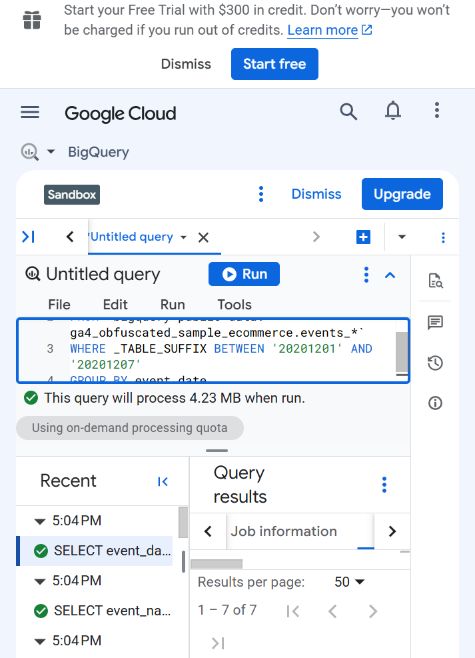 Start your Free Trial with $300 in credit. Don't worry—you won't
be charged if you run out of credits. Learn more
Dismiss
Start free
Google Cloud
BigQuery
Sandbox
Dismiss
Upgrade
Untitled query
Untitled query
Run
File
Edit
Run
Tools
ga4_obfuscated_sample_ecommerce.events_*`
3 WHERE _TABLE_SUFFIX BETWEEN '20201201' AND
'20201207'
4 GROUP BY event_date
This query will process 4.23 MB when run.
Using on-demand processing quota
Recent
Query
results
5:04 PM
Job information
SELECT event_da...
5:04 PM
Results per page: 50
SELECT event_na...
1 – 7 of 7
5:04 PM